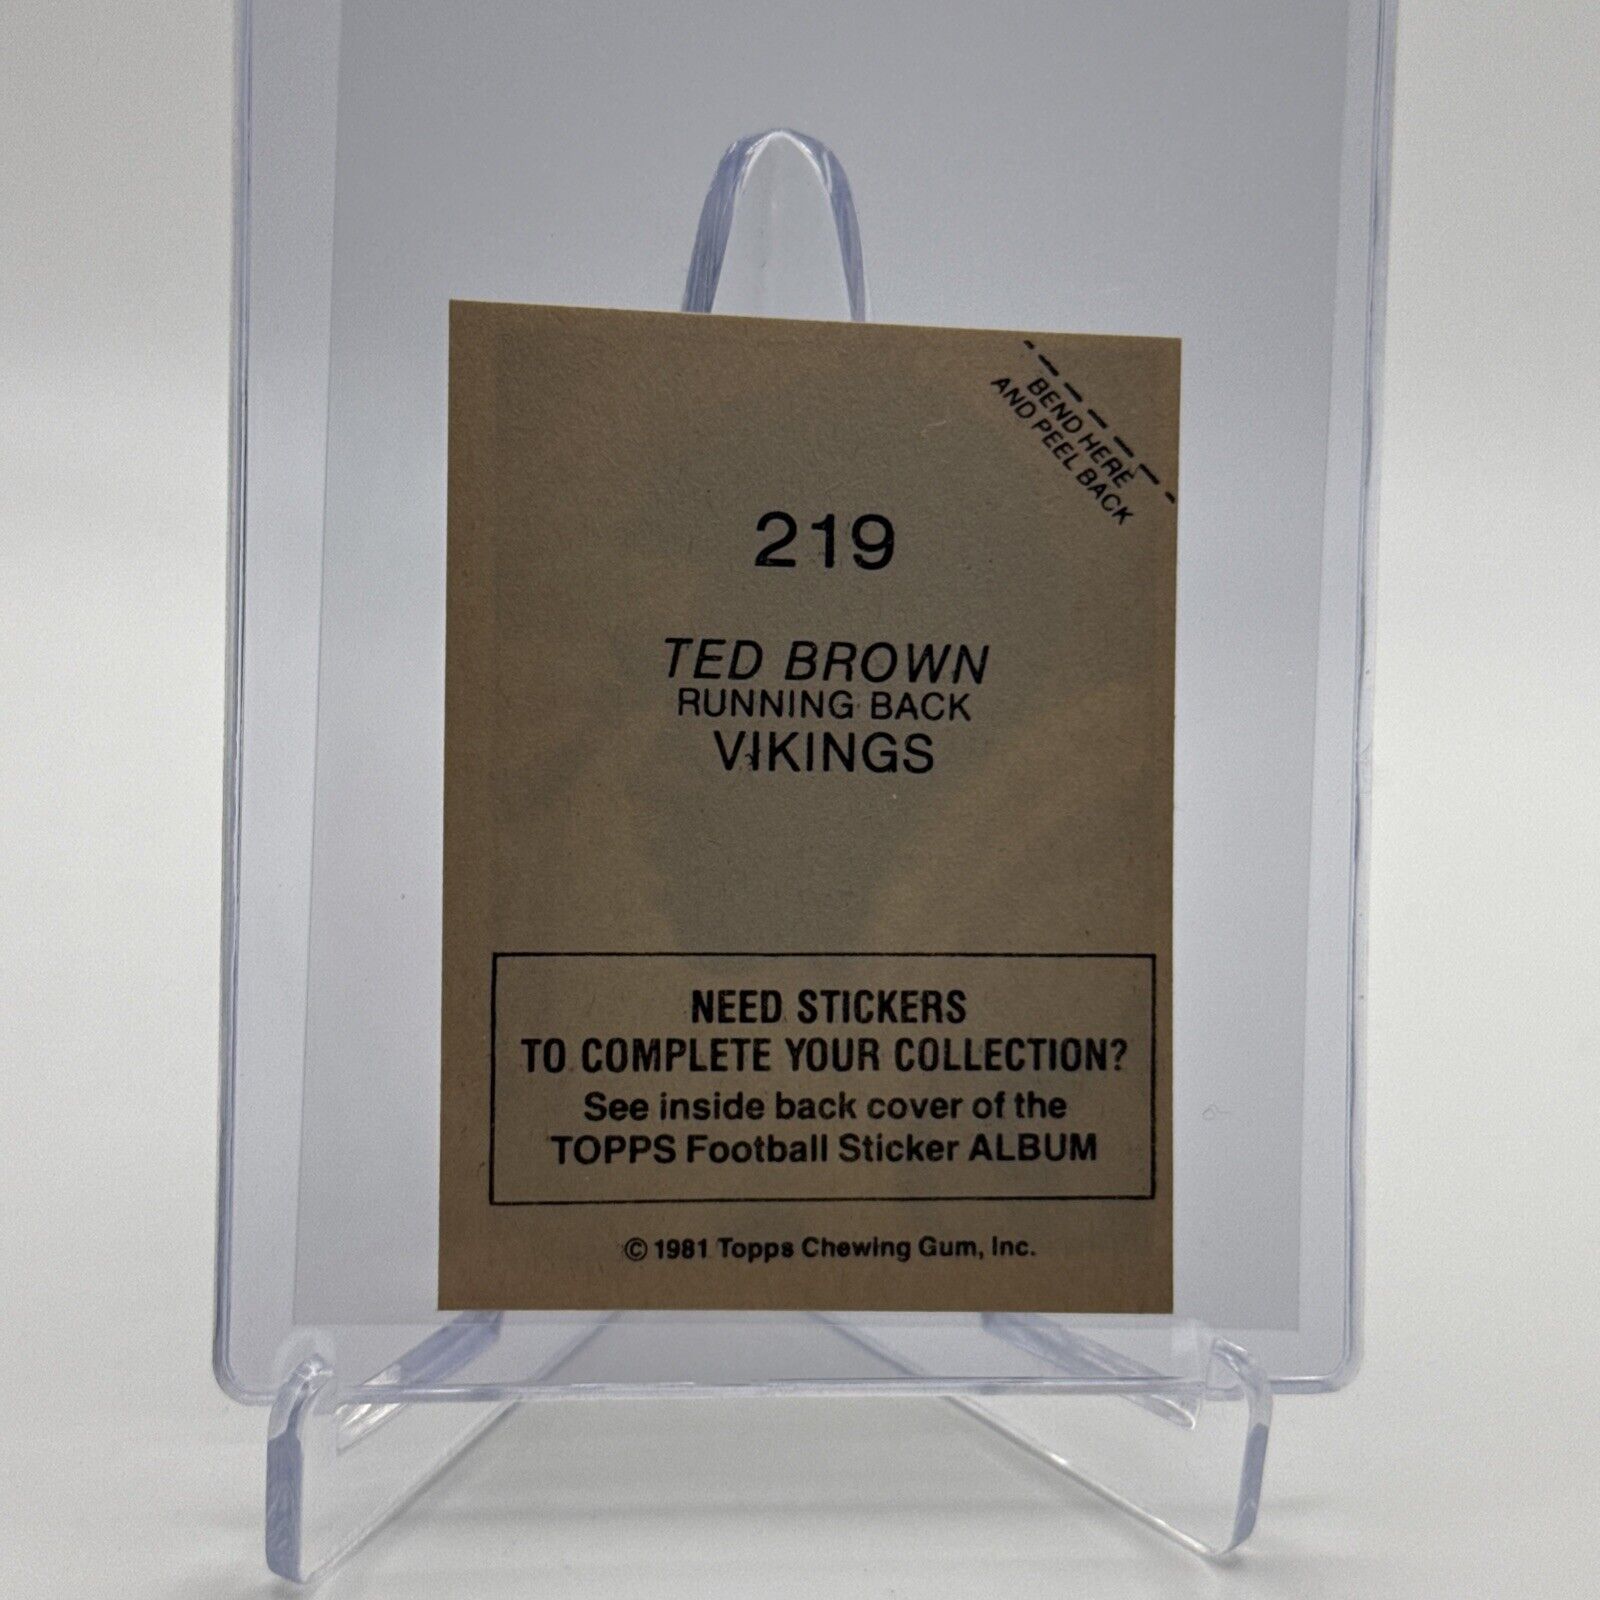 BEND HERE
AND PEEL BACK
219
TED BROWN
RUNNING BACK
VIKINGS
NEED STICKERS
TO COMPLETE YOUR COLLECTION?
See inside back cover of the
TOPPS Football Sticker ALBUM
© 1981 Topps Chewing Gum, Inc.